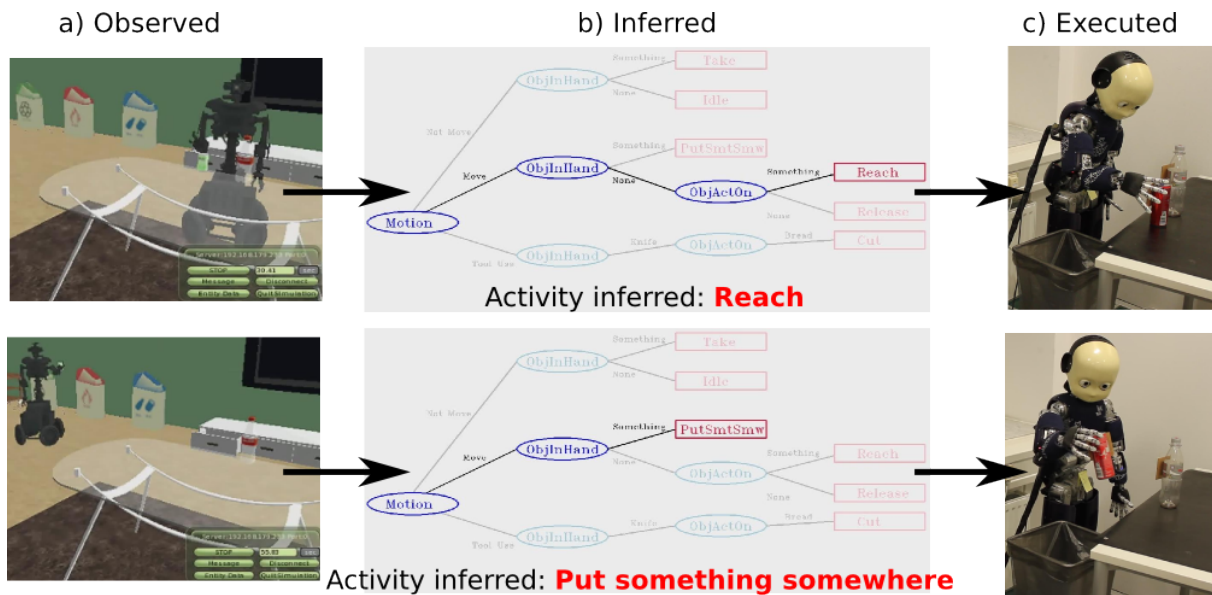 a) Observed
b) Inferred
c) Executed
Something
Take
ObjInHand
None
Idle
Not Move
Something
PutSmtSmw
Move
ObjInHand
None
Something
Reach
ObjActOn
None
Release
Motion
Tool Use
ObjInHand
Knife
ObjActOn
Bread
Cut
STOP
39.41
Message
Disconnect
Entity Data
QuitSimulation
Activity inferred: Reach
Something
Take
ObjInHand
None
Idle
Not Move
Something
PutSmtSmw
Move
ObjInHand
None
Something
Reach
ObjActOn
None
Release
Motion
Tool Use
ObjInHand
Knife
ObjActOn
Bread
Cut
STOP
Message
Disconnect
Entity Data
QuitSimulation
Activity inferred: Put something somewhere